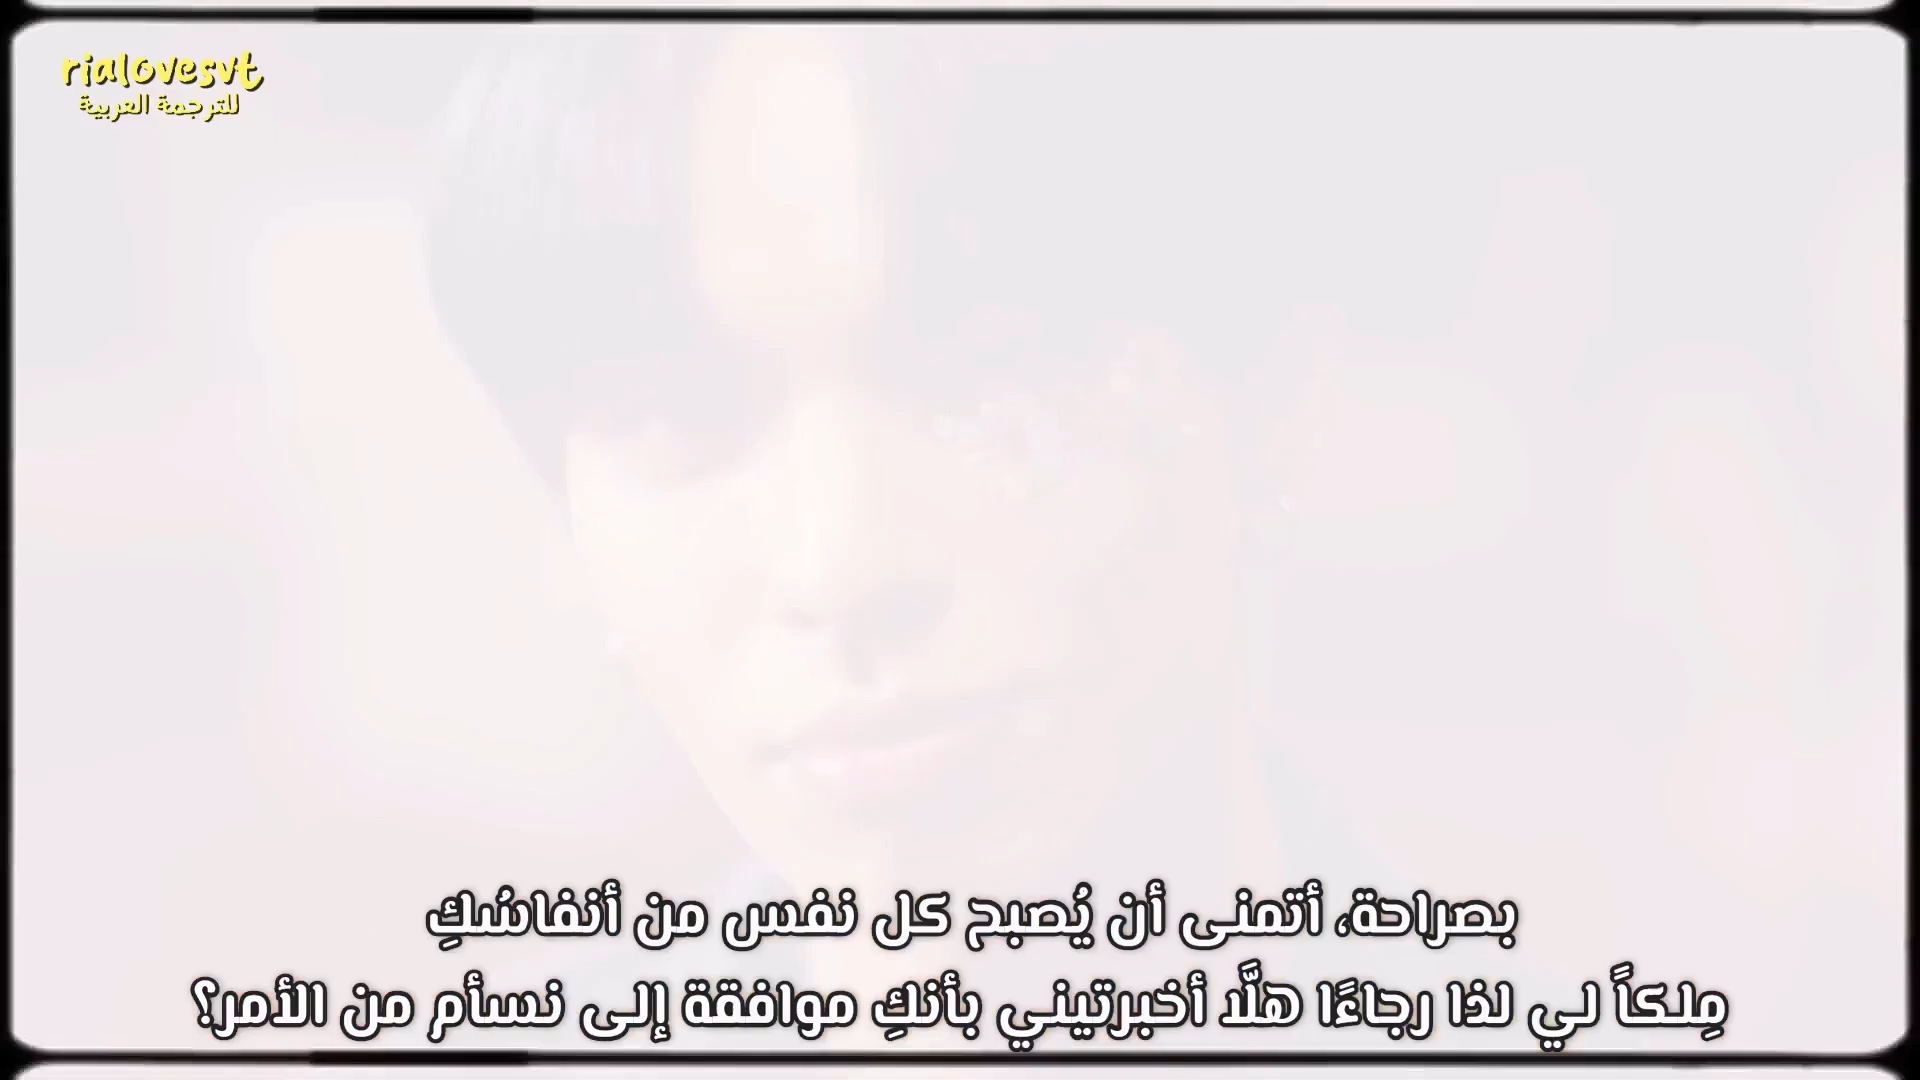 rialovesvt
للترجمة العربية
بصراحة، أتمنى أن يُصبح كل نفس من أنفاسُكِ
مِلكاً لي لذا رجاءًا هلَّا أخبرتيني بأنكِ موافقة إلى نسأم من الأمر؟